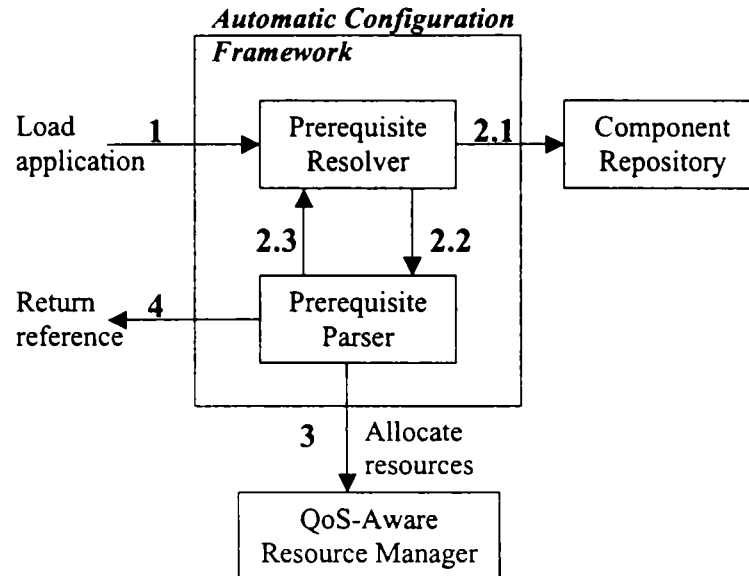 Automatic Configuration
Framework
Load
application
1
Prerequisite
Resolver
2.1
Component
Repository
2.3
2.2
Return
reference
4
Prerequisite
Parser
3
Allocate
resources
QoS-Aware
Resource Manager